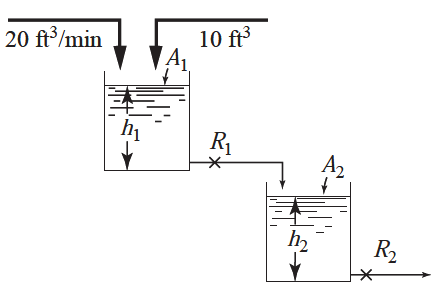 20 ft³/min
10 ft³
A₁
h₁
R₁
A₂
h₂
R₂